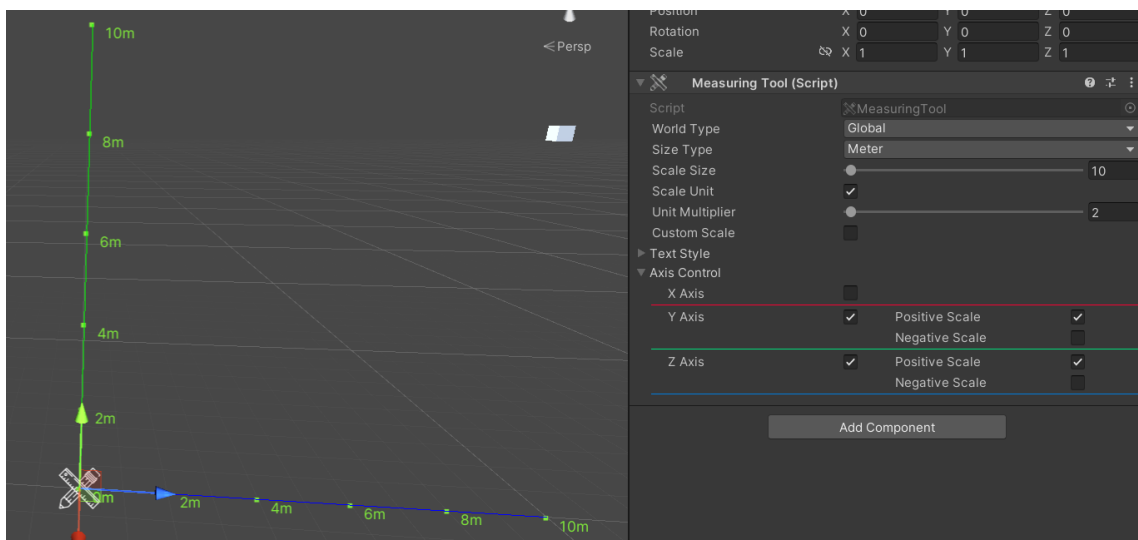 10m
Persp
8m
6m
4m
2m
0m
2m
4m
6m
8m
10m
Position X 0 Y 0 Z 0
Rotation X 0 Y 0 Z 0
Scale X 1 Y 1 Z 1
Measuring Tool (Script)
Script MeasuringTool
World Type Global
Size Type Meter
Scale Size 10
Scale Unit
Unit Multiplier 2
Custom Scale
Text Style
Axis Control
X Axis
Y Axis Positive Scale
Negative Scale
Z Axis Positive Scale
Negative Scale
Add Component